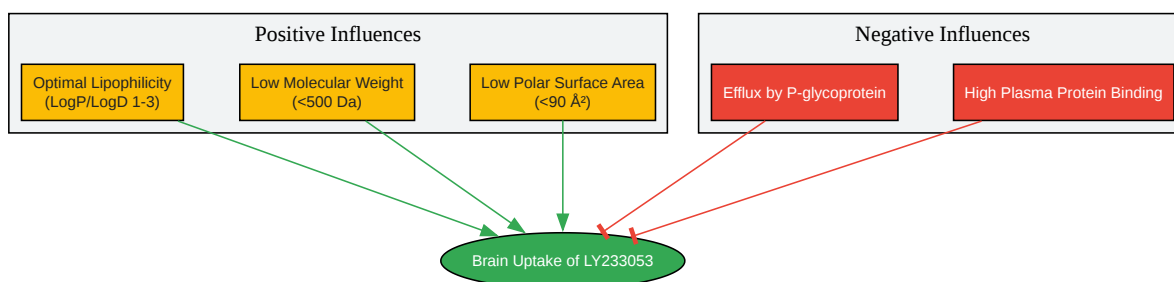 Positive Influences
Optimal Lipophilicity
(LogP/LogD 1-3)
Low Molecular Weight
(<500 Da)
Low Polar Surface Area
(<90 Å²)
Negative Influences
Efflux by P-glycoprotein
High Plasma Protein Binding
Brain Uptake of LY233053